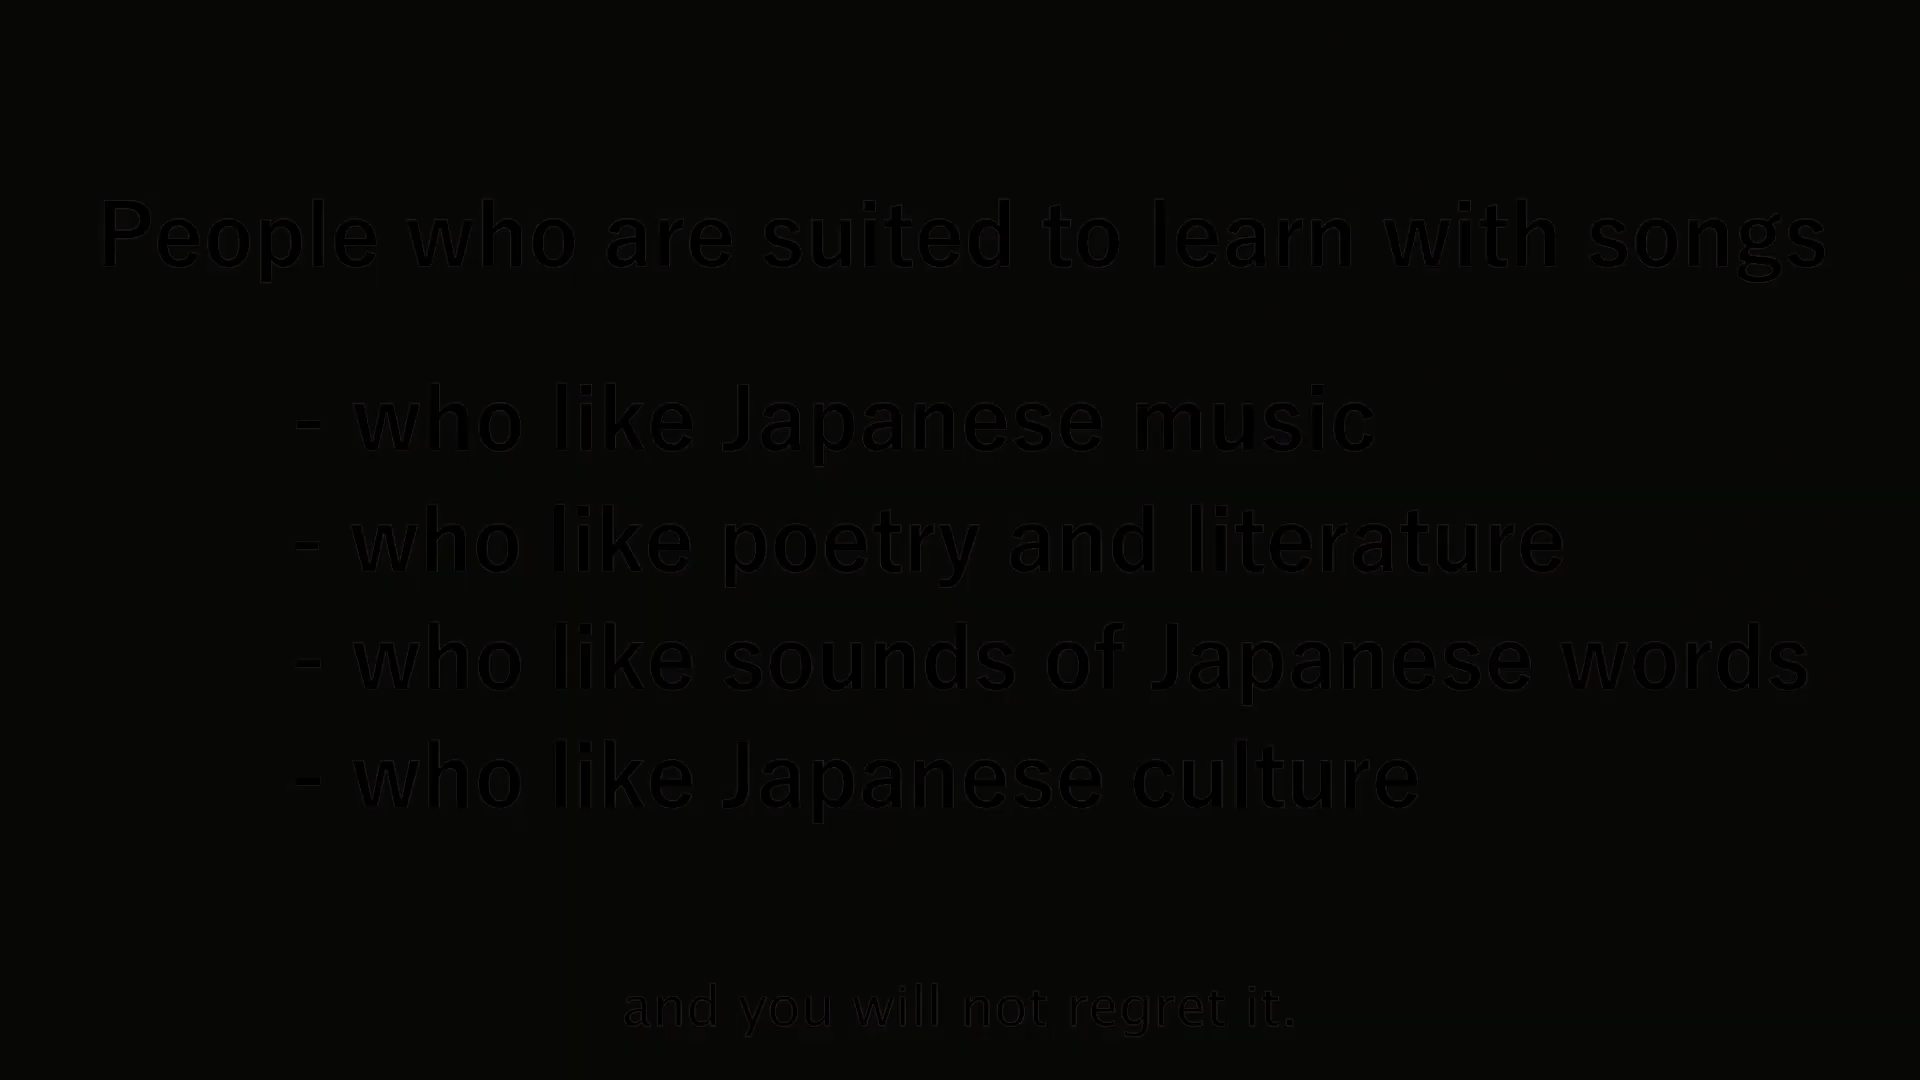 People who are suited to learn with songs
- who like Japanese music
- who like poetry and literature
- who like sounds of Japanese words
- who like Japanese culture
and you will not regret it.